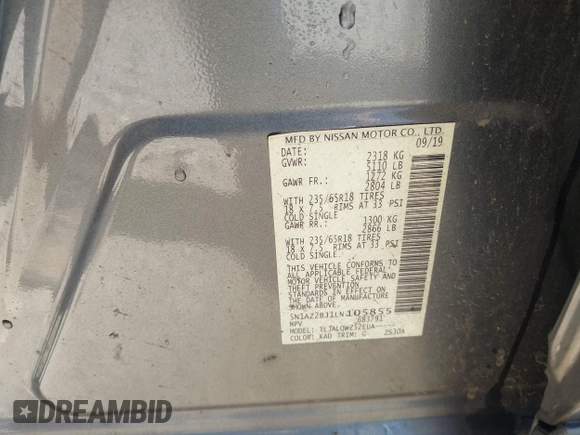 MFD BY NISSAN MOTOR CO., LTD.
DATE: 09/19
GVWR: 2318 KG
5110 LB
GAWR FR.: 1272 KG
2804 LB
WITH 235/65R18 TIRES
18 X 7.5 RIMS AT 33 PSI
COLD SINGLE
GAWR RR.: 1300 KG
2866 LB
WITH 235/65R18 TIRES
18 X 7.5 RIMS AT 33 PSI
COLD SINGLE
THIS VEHICLE CONFORMS TO
ALL APPLICABLE FEDERAL
MOTOR VEHICLE SAFETY AND
THEFT PREVENTION
STANDARDS IN EFFECT ON
THE DATE OF MANUFACTURE
SHOWN ABOVE.
5N1AZ2BJ1LN105855
MPV 683791
MODEL:
COLOR: KAD TRIM: G 2S30A
DREAMBID